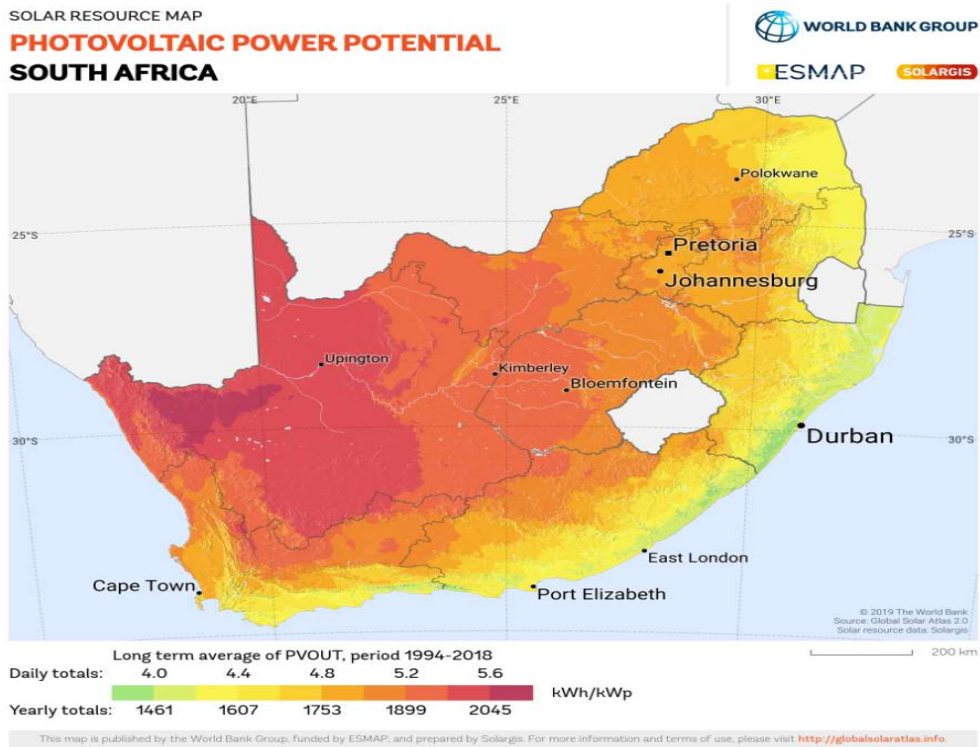 SOLAR RESOURCE MAP
PHOTOVOLTAIC POWER POTENTIAL
SOUTH AFRICA
WORLD BANK GROUP
ESMAP
SOLARGIS
20°E 25°E 30°E
Polokwane
25°S 25°S
Pretoria
Johannesburg
Upington
Kimberley
Bloemfontein
30°S 30°S
Durban
East London
Cape Town
Port Elizabeth
© 2019 The World Bank
Source: Global Solar Atlas 2.0
Solar resource data: Solargis
200 km
Long term average of PVOUT, period 1994-2018
Daily totals: 4.0 4.4 4.8 5.2 5.6
kWh/kWp
Yearly totals: 1461 1607 1753 1899 2045
This map is published by the World Bank Group, funded by ESMAP, and prepared by Solargis. For more information and terms of use, please visit http://globalsolaratlas.info.